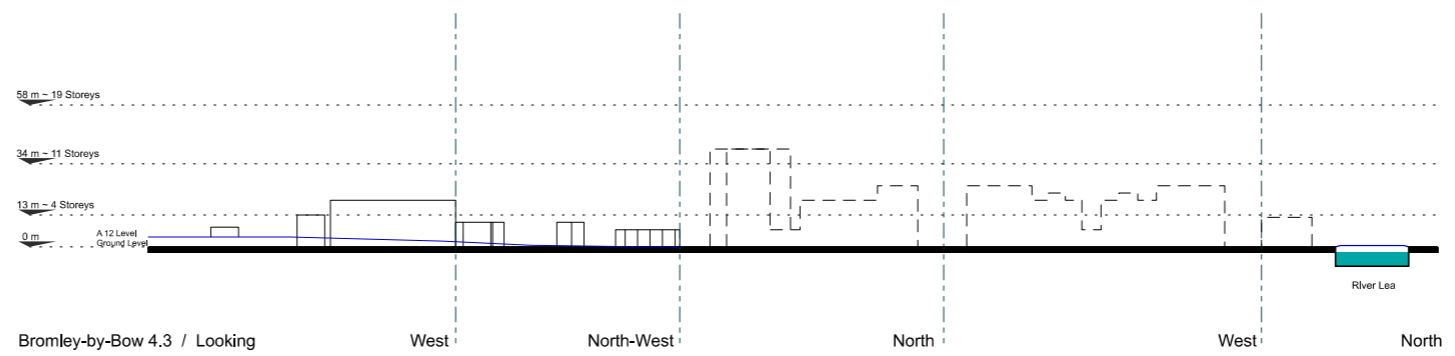 58 m ~ 19 Storeys
34 m ~ 11 Storeys
13 m ~ 4 Storeys
0 m
A 12 Level
Ground Level
RIver Lea
Bromley-by-Bow 4.3 / Looking West North-West North West North